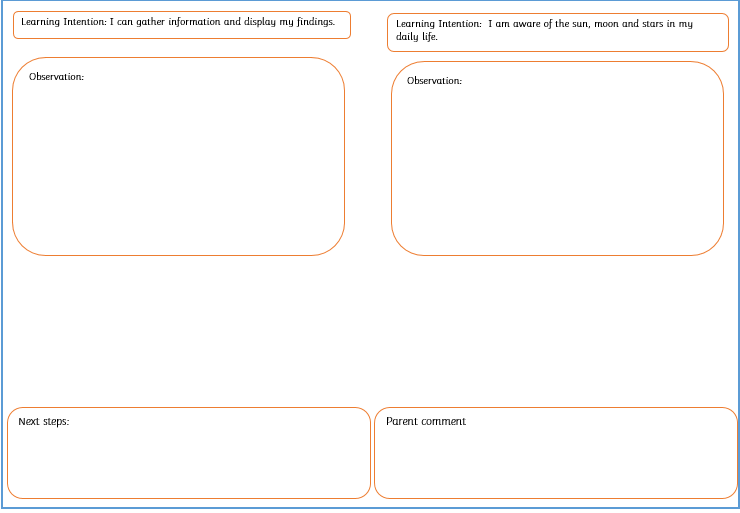 Learning Intention: I can gather information and display my findings.
Observation:
Learning Intention:  I am aware of the sun, moon and stars in my
daily life.
Observation:
Next steps:
Parent comment